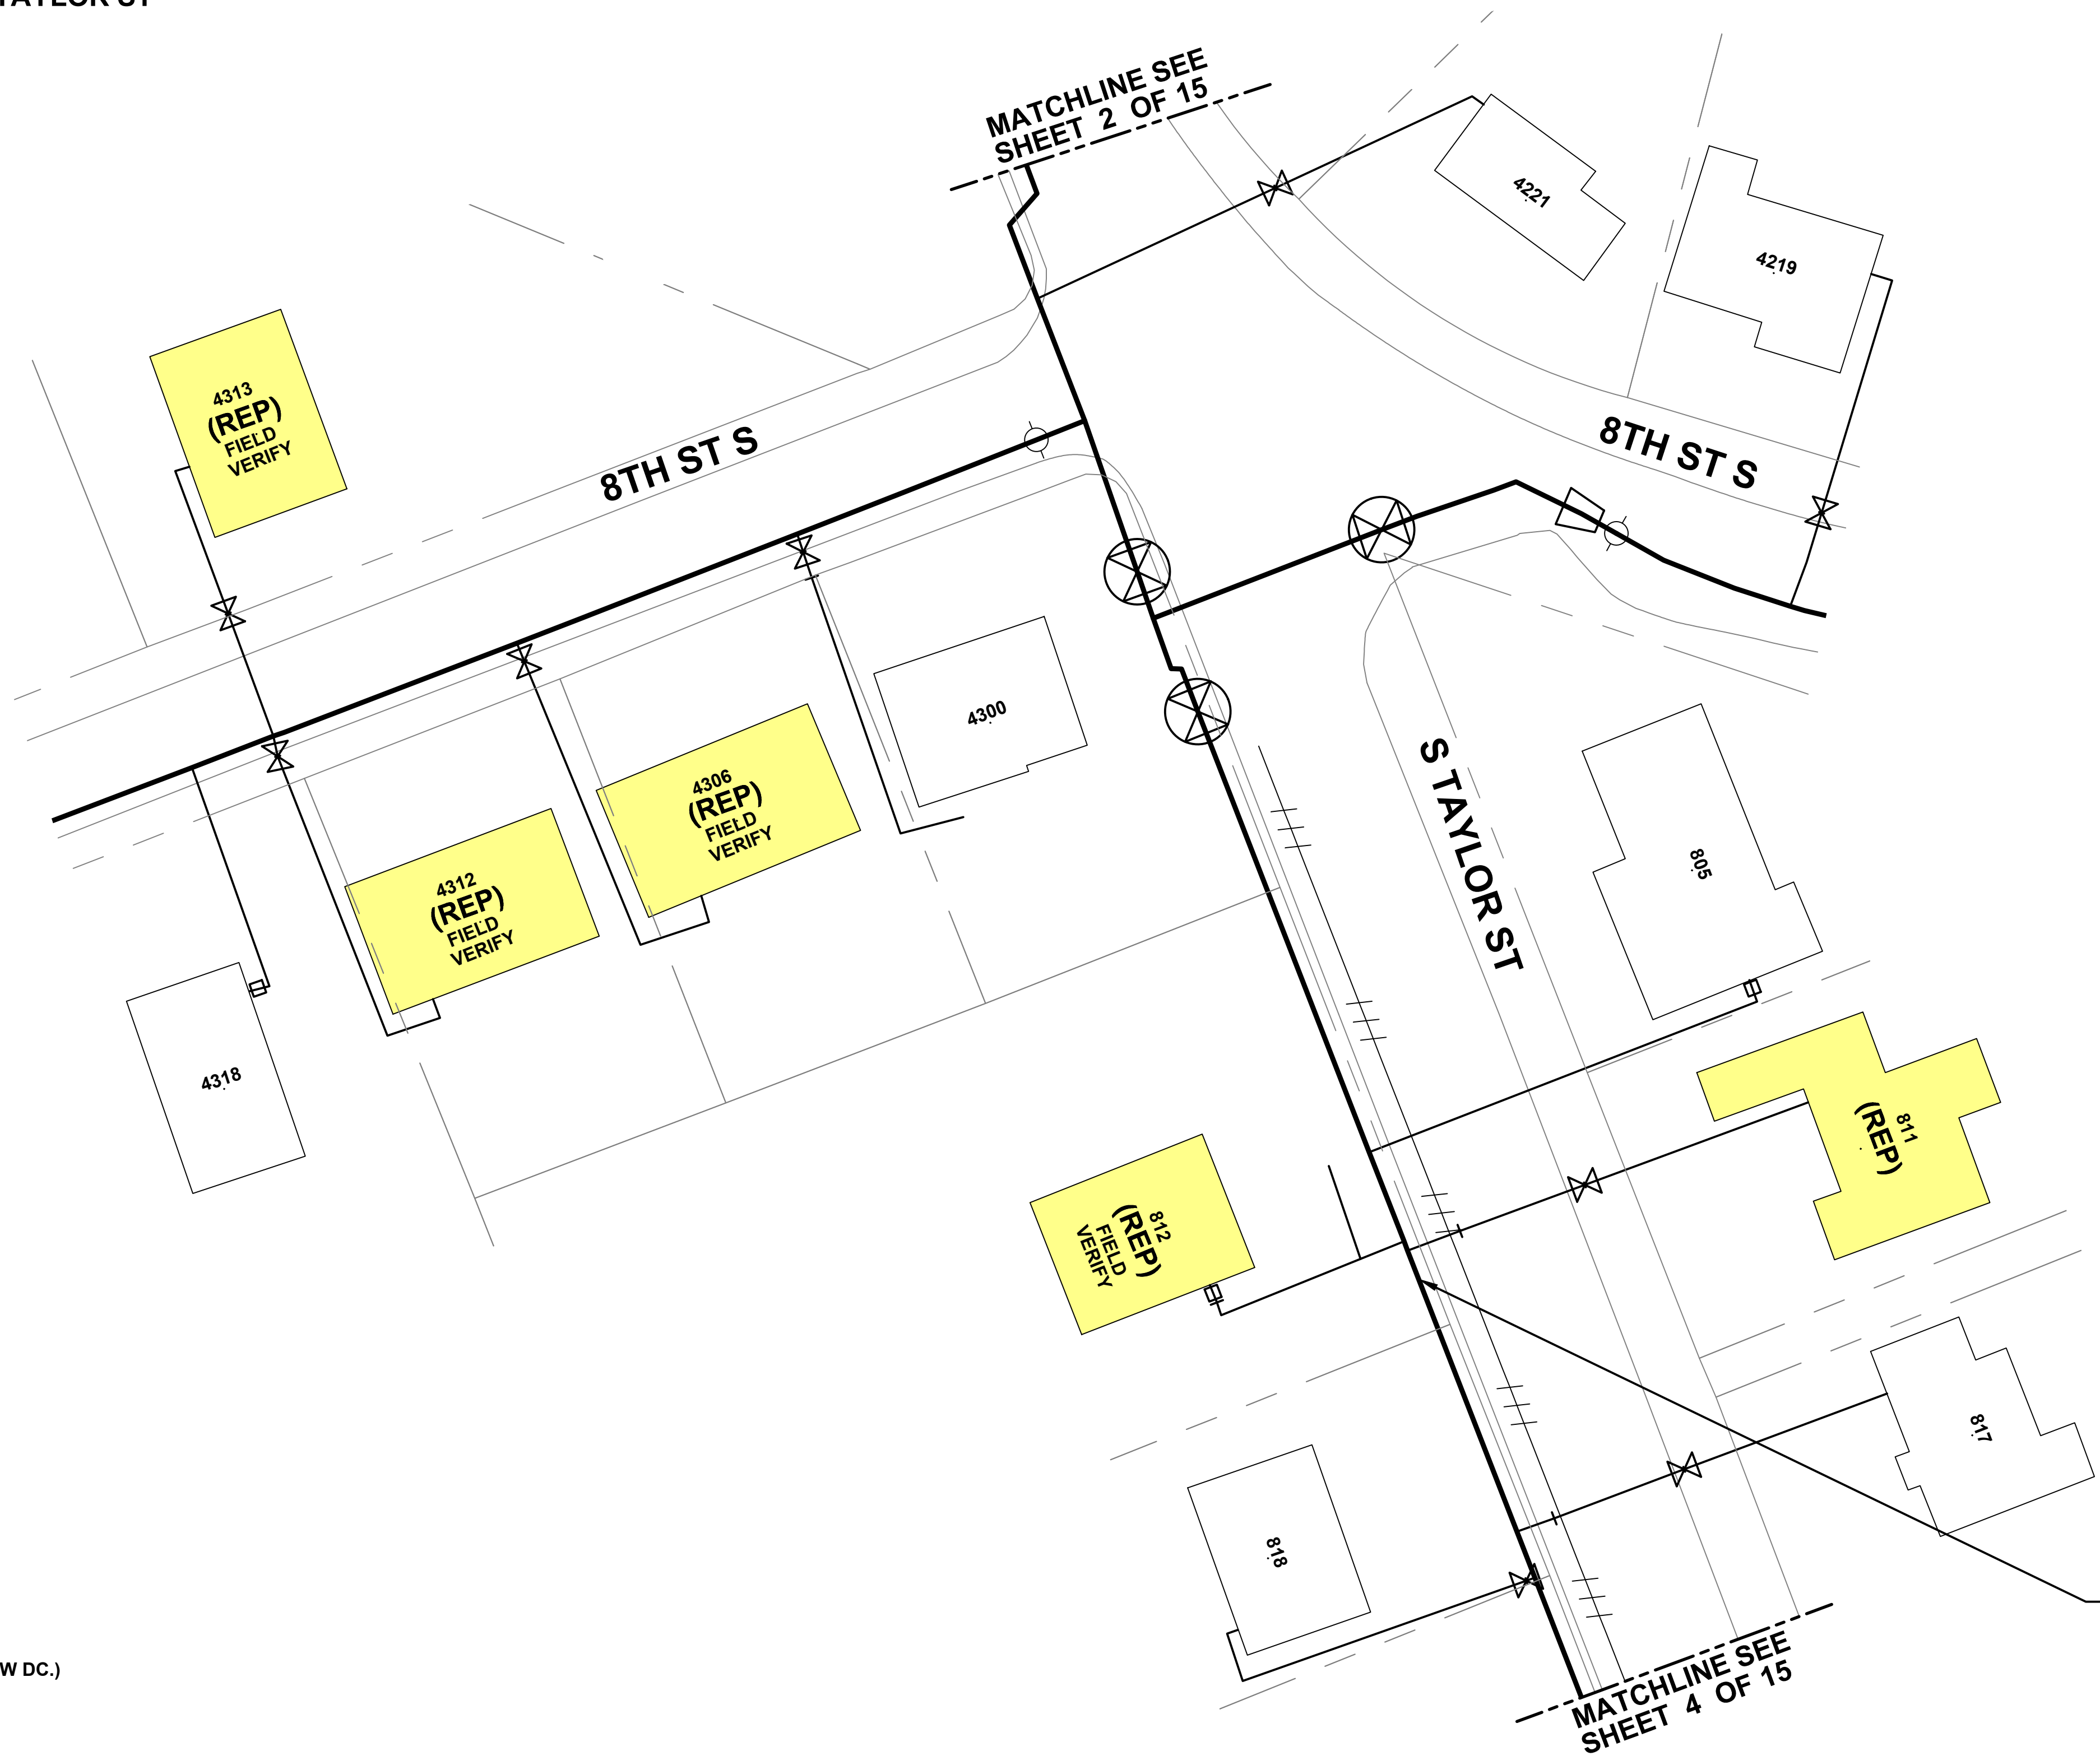 MATCHLINE SEE
SHEET 2 OF 15
4221
4219
4313
(REP)
FIELD
VERIFY
8TH ST S
8TH ST S
4300
4306
(REP)
FIELD
VERIFY
S TAYLOR ST
805
4312
(REP)
FIELD
VERIFY
4318
811
(REP)
812
(REP)
FIELD
VERIFY
817
818
W DC.)
MATCHLINE SEE
SHEET 4 OF 15